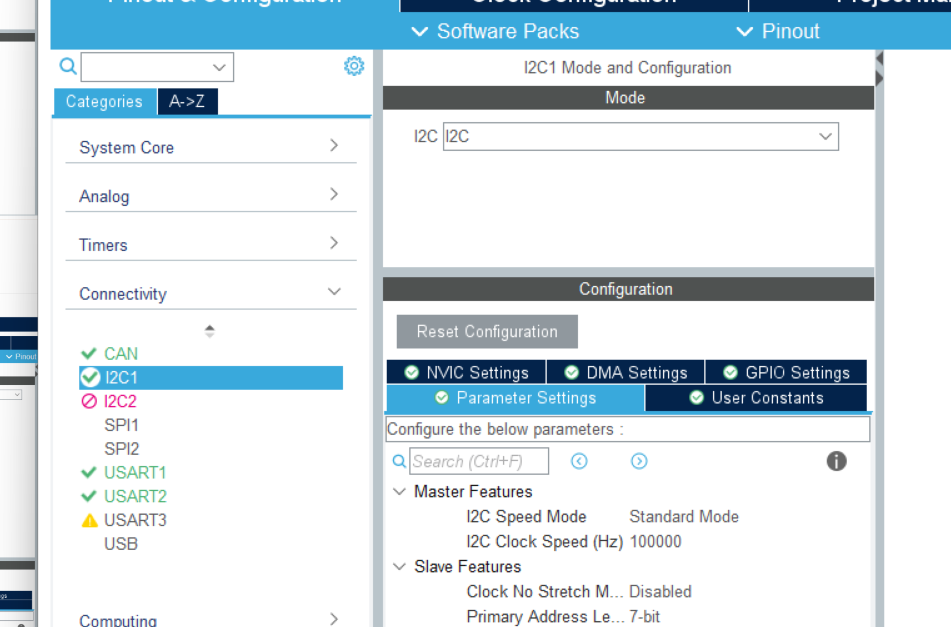 Pinout & Configuration
Clock Configuration
Software Packs
Pinout
Categories
A->Z
System Core
Analog
Timers
Connectivity
CAN
I2C1
I2C2
SPI1
SPI2
USART1
USART2
USART3
USB
Computing
I2C1 Mode and Configuration
Mode
I2C I2C
Configuration
Reset Configuration
NVIC Settings DMA Settings GPIO Settings
Parameter Settings User Constants
Configure the below parameters :
Search (Ctrl+F)
Master Features
I2C Speed Mode Standard Mode
I2C Clock Speed (Hz) 100000
Slave Features
Clock No Stretch M... Disabled
Primary Address Le... 7-bit
Pinout